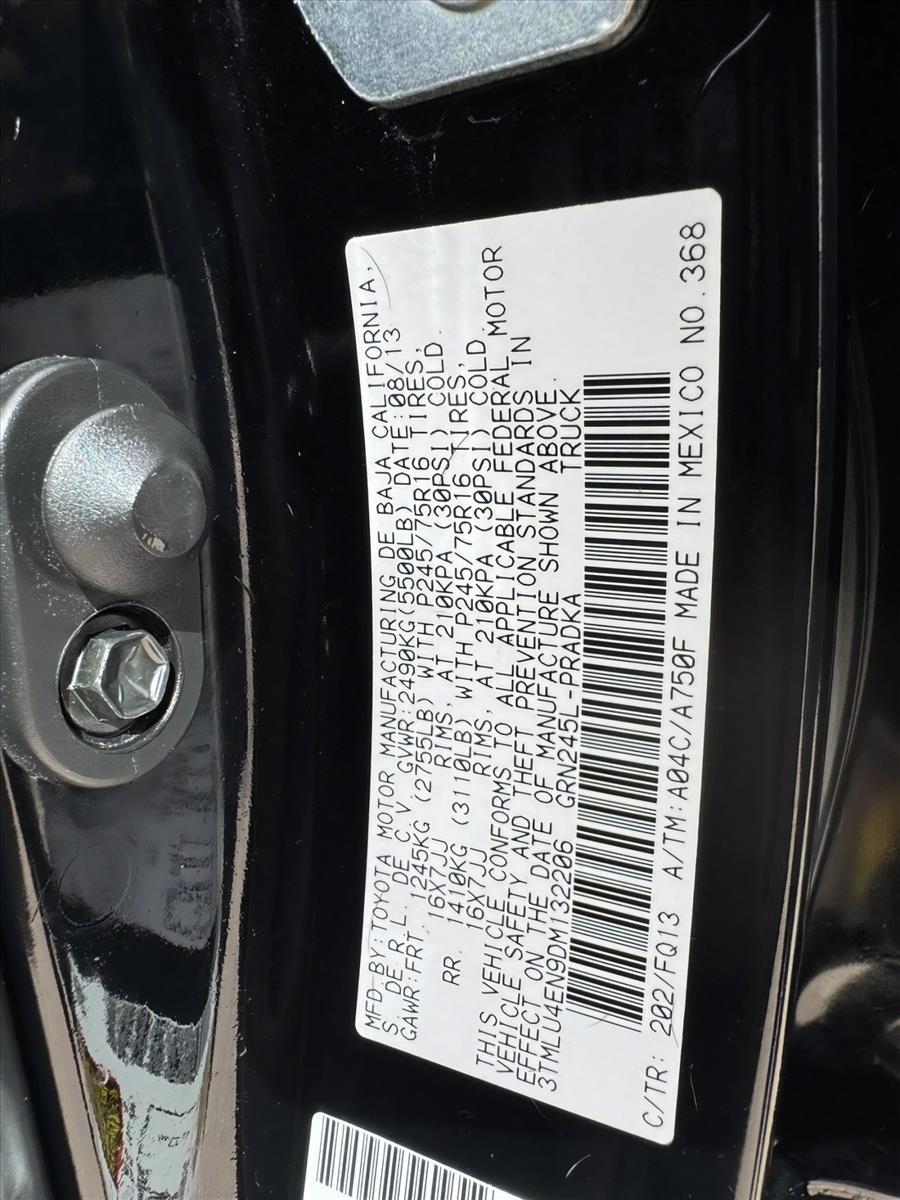 MFD BY:TOYOTA MOTOR MANUFACTURING DE BAJA CALIFORNIA,
S. DE R.L. DE C.V GVWR:2490KG(5500LB) DATE:08/13
GAWR:FRT 1245KG (2755LB) WITH P245/75R16 TIRES,
16X7JJ RIMS, AT 210KPA (30PSI) COLD.
RR. 1410KG (3110LB) WITH P245/75R16 TIRES,
16X7JJ RIMS, AT 210KPA (30PSI) COLD.
THIS VEHICLE CONFORMS TO ALL APPLICABLE FEDERAL MOTOR
VEHICLE SAFETY AND THEFT PREVENTION STANDARDS IN
EFFECT ON THE DATE OF MANUFACTURE SHOWN ABOVE.
3TMLU4EN9DM132206 GRN245L-PRADKA TRUCK
C/TR: 202/FQ13 A/TM:A04C/A750F MADE IN MEXICO NO.368